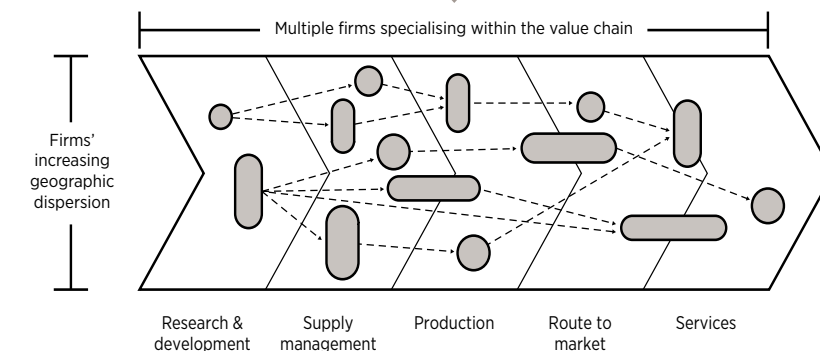 Multiple firms specialising within the value chain
Firms’
increasing
geographic
dispersion
Research &
development
Supply
management
Production
Route to
market
Services